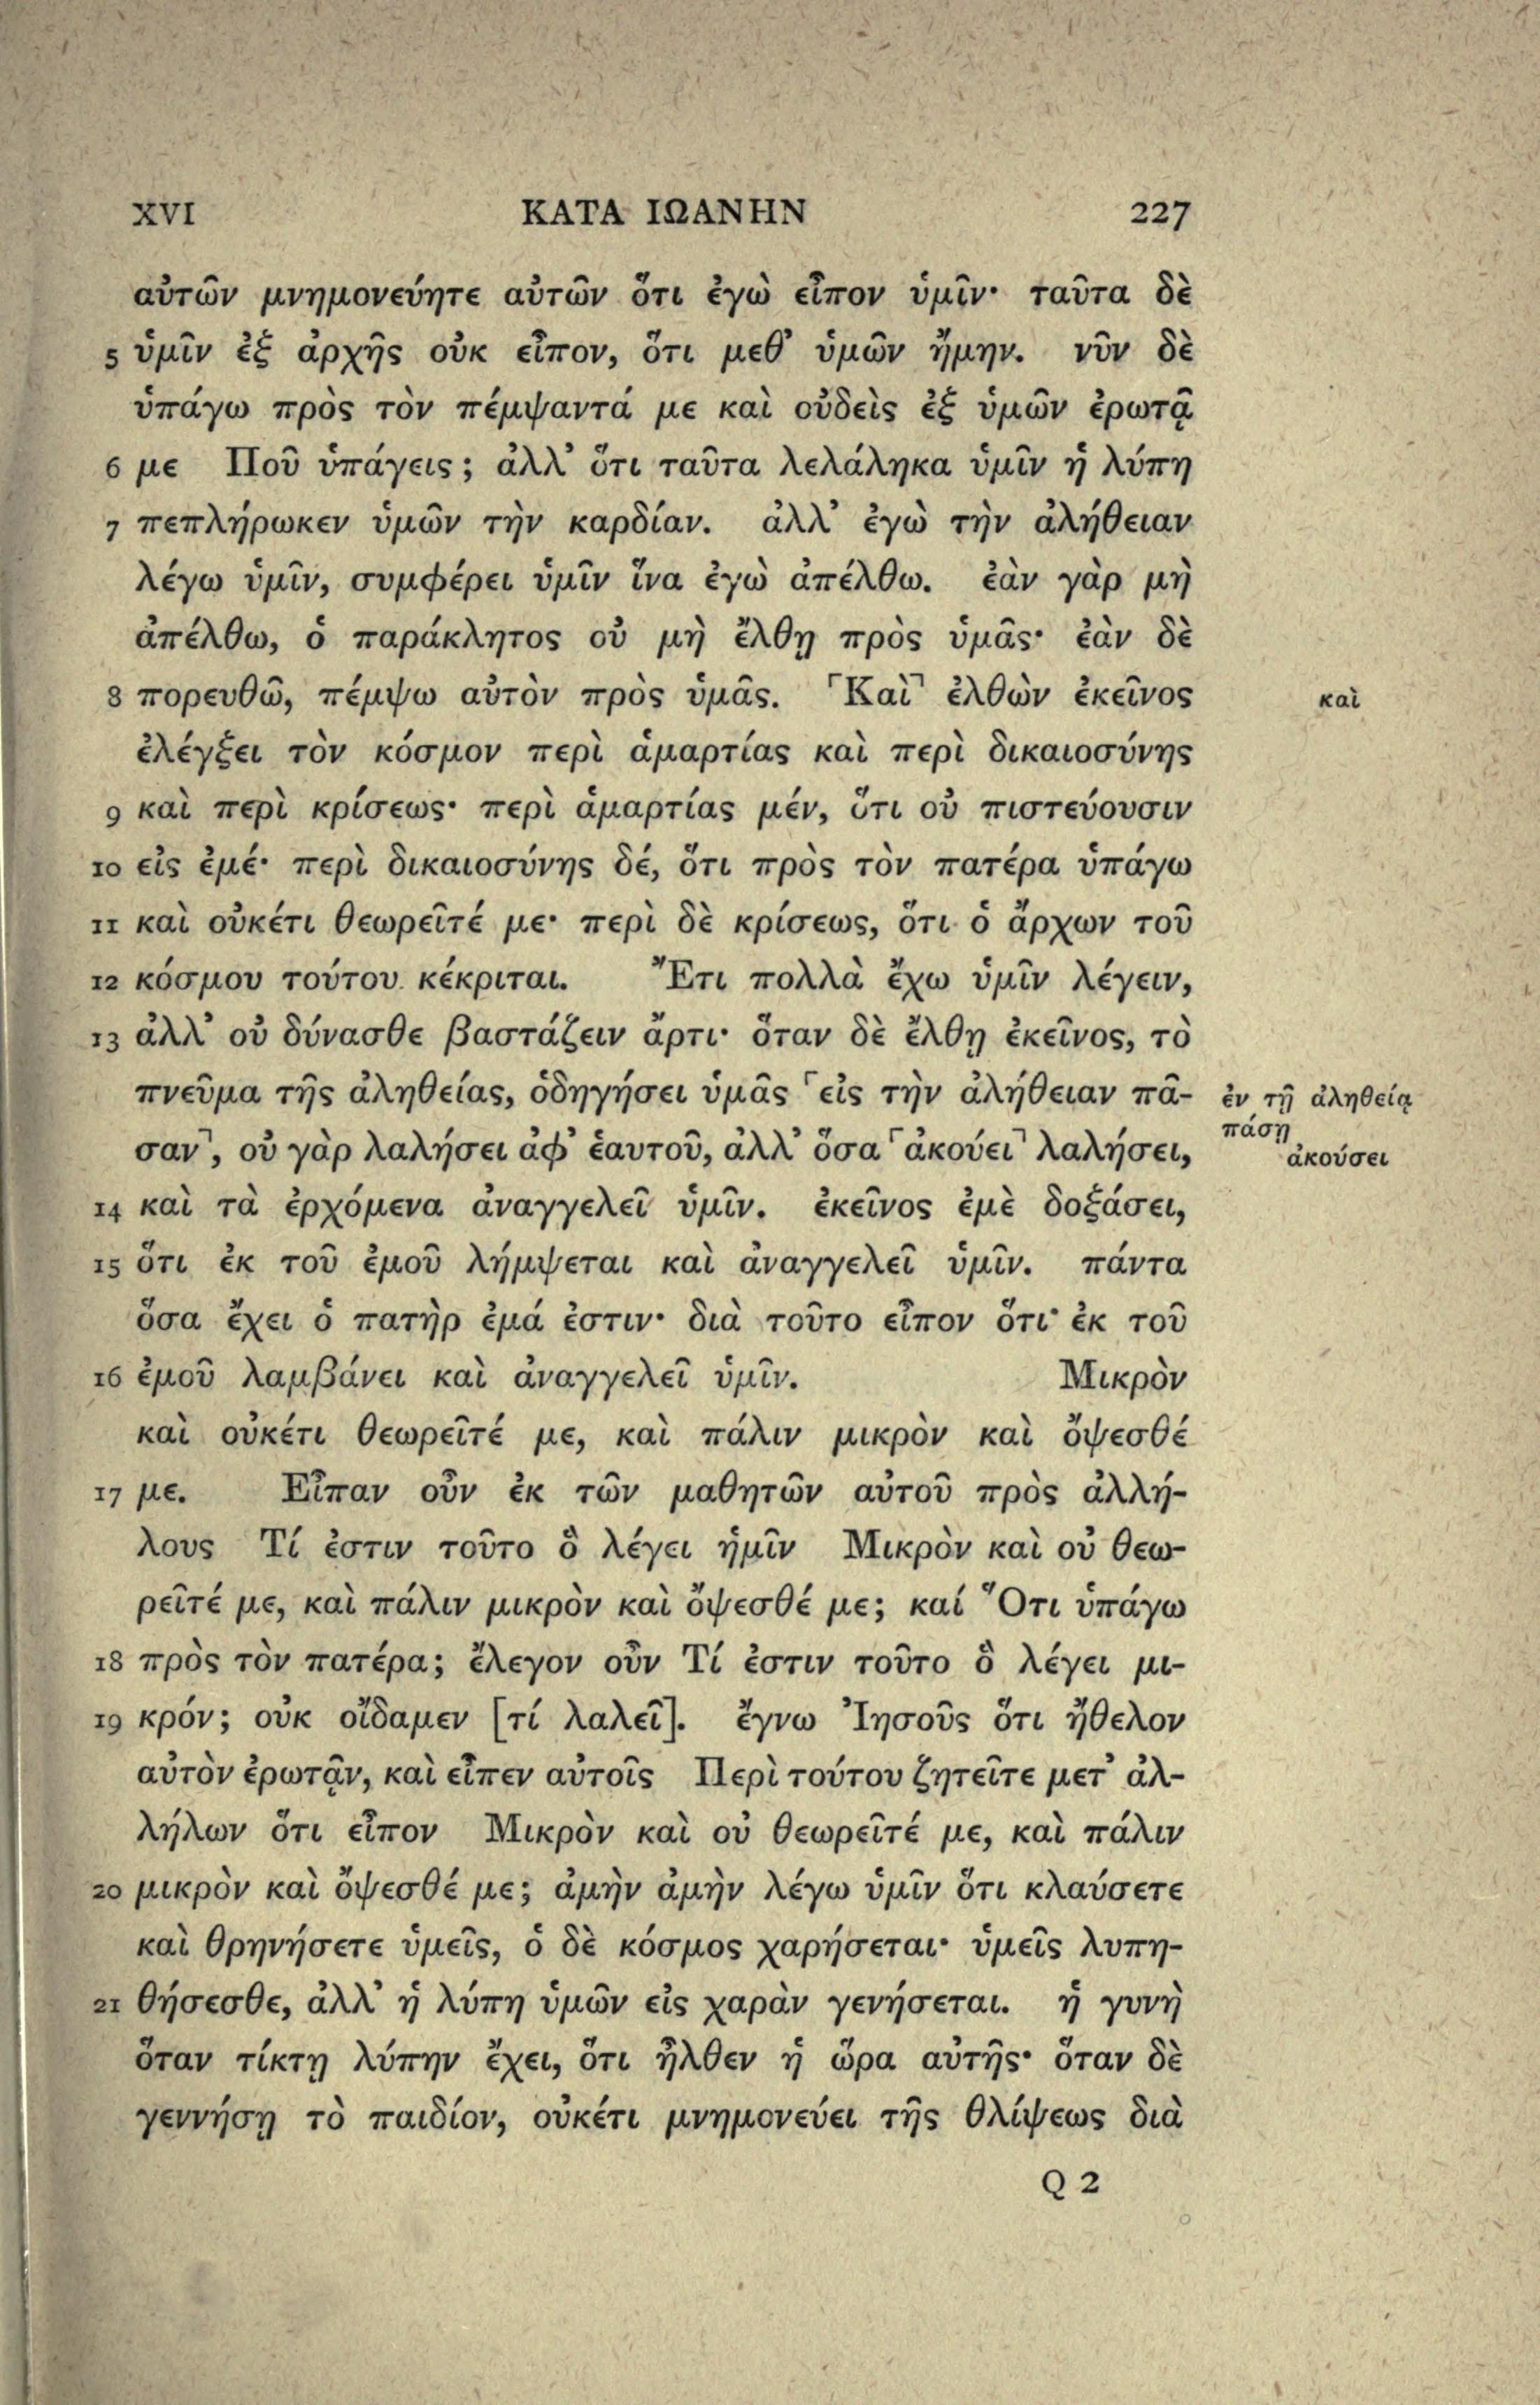 XVI ΚΑΤΑ ΙΩΑΝΗΝ 227
αὐτῶν μνημονεύητε αὐτῶν ὅτι ἐγὼ εἶπον ὑμῖν· ταῦτα δὲ
5 ὑμῖν ἐξ ἀρχῆς οὐκ εἶπον, ὅτι μεθ’ ὑμῶν ἤμην. νῦν δὲ
ὑπάγω πρὸς τὸν πέμψαντά με καὶ οὐδεὶς ἐξ ὑμῶν ἐρωτᾷ
6 με Ποῦ ὑπάγεις; ἀλλ’ ὅτι ταῦτα λελάληκα ὑμῖν ἡ λύπη
7 πεπλήρωκεν ὑμῶν τὴν καρδίαν. ἀλλ’ ἐγὼ τὴν ἀλήθειαν
λέγω ὑμῖν, συμφέρει ὑμῖν ἵνα ἐγὼ ἀπέλθω. ἐὰν γὰρ μὴ
ἀπέλθω, ὁ παράκλητος οὐ μὴ ἔλθῃ πρὸς ὑμᾶς· ἐὰν δὲ
8 πορευθῶ, πέμψω αὐτὸν πρὸς ὑμᾶς. ⸀Καὶ⸃ ἐλθὼν ἐκεῖνος καὶ
ἐλέγξει τὸν κόσμον περὶ ἁμαρτίας καὶ περὶ δικαιοσύνης
9 καὶ περὶ κρίσεως· περὶ ἁμαρτίας μέν, ὅτι οὐ πιστεύουσιν
10 εἰς ἐμέ· περὶ δικαιοσύνης δέ, ὅτι πρὸς τὸν πατέρα ὑπάγω
11 καὶ οὐκέτι θεωρεῖτέ με· περὶ δὲ κρίσεως, ὅτι ὁ ἄρχων τοῦ
12 κόσμου τούτου κέκριται. Ἔτι πολλὰ ἔχω ὑμῖν λέγειν,
13 ἀλλ’ οὐ δύνασθε βαστάζειν ἄρτι· ὅταν δὲ ἔλθῃ ἐκεῖνος, τὸ
πνεῦμα τῆς ἀληθείας, ὁδηγήσει ὑμᾶς ⸂εἰς τὴν ἀλήθειαν πᾶ- ἐν τῇ ἀληθείᾳ
πάσῃ
σαν⸃, οὐ γὰρ λαλήσει ἀφ’ ἑαυτοῦ, ἀλλ’ ὅσα ⸂ἀκούει⸃ λαλήσει, ἀκούσει
14 καὶ τὰ ἐρχόμενα ἀναγγελεῖ ὑμῖν. ἐκεῖνος ἐμὲ δοξάσει,
15 ὅτι ἐκ τοῦ ἐμοῦ λήμψεται καὶ ἀναγγελεῖ ὑμῖν. πάντα
ὅσα ἔχει ὁ πατὴρ ἐμά ἐστιν· διὰ τοῦτο εἶπον ὅτι ἐκ τοῦ
16 ἐμοῦ λαμβάνει καὶ ἀναγγελεῖ ὑμῖν. Μικρὸν
καὶ οὐκέτι θεωρεῖτέ με, καὶ πάλιν μικρὸν καὶ ὄψεσθέ
17 με. Εἶπαν οὖν ἐκ τῶν μαθητῶν αὐτοῦ πρὸς ἀλλή-
λους Τί ἐστιν τοῦτο ὃ λέγει ἡμῖν Μικρὸν καὶ οὐ θεω-
ρεῖτέ με, καὶ πάλιν μικρὸν καὶ ὄψεσθέ με; καί Ὅτι ὑπάγω
18 πρὸς τὸν πατέρα; ἔλεγον οὖν Τί ἐστιν τοῦτο ὃ λέγει μι-
19 κρόν; οὐκ οἴδαμεν [τί λαλεῖ]. ἔγνω Ἰησοῦς ὅτι ἤθελον
αὐτὸν ἐρωτᾷν, καὶ εἶπεν αὐτοῖς Περὶ τούτου ζητεῖτε μετ’ ἀλ-
λήλων ὅτι εἶπον Μικρὸν καὶ οὐ θεωρεῖτέ με, καὶ πάλιν
20 μικρὸν καὶ ὄψεσθέ με; ἀμὴν ἀμὴν λέγω ὑμῖν ὅτι κλαύσετε
καὶ θρηνήσετε ὑμεῖς, ὁ δὲ κόσμος χαρήσεται· ὑμεῖς λυπη-
21 θήσεσθε, ἀλλ’ ἡ λύπη ὑμῶν εἰς χαρὰν γενήσεται. ἡ γυνὴ
ὅταν τίκτῃ λύπην ἔχει, ὅτι ἦλθεν ἡ ὥρα αὐτῆς· ὅταν δὲ
γεννήσῃ τὸ παιδίον, οὐκέτι μνημονεύει τῆς θλίψεως διὰ
Q 2